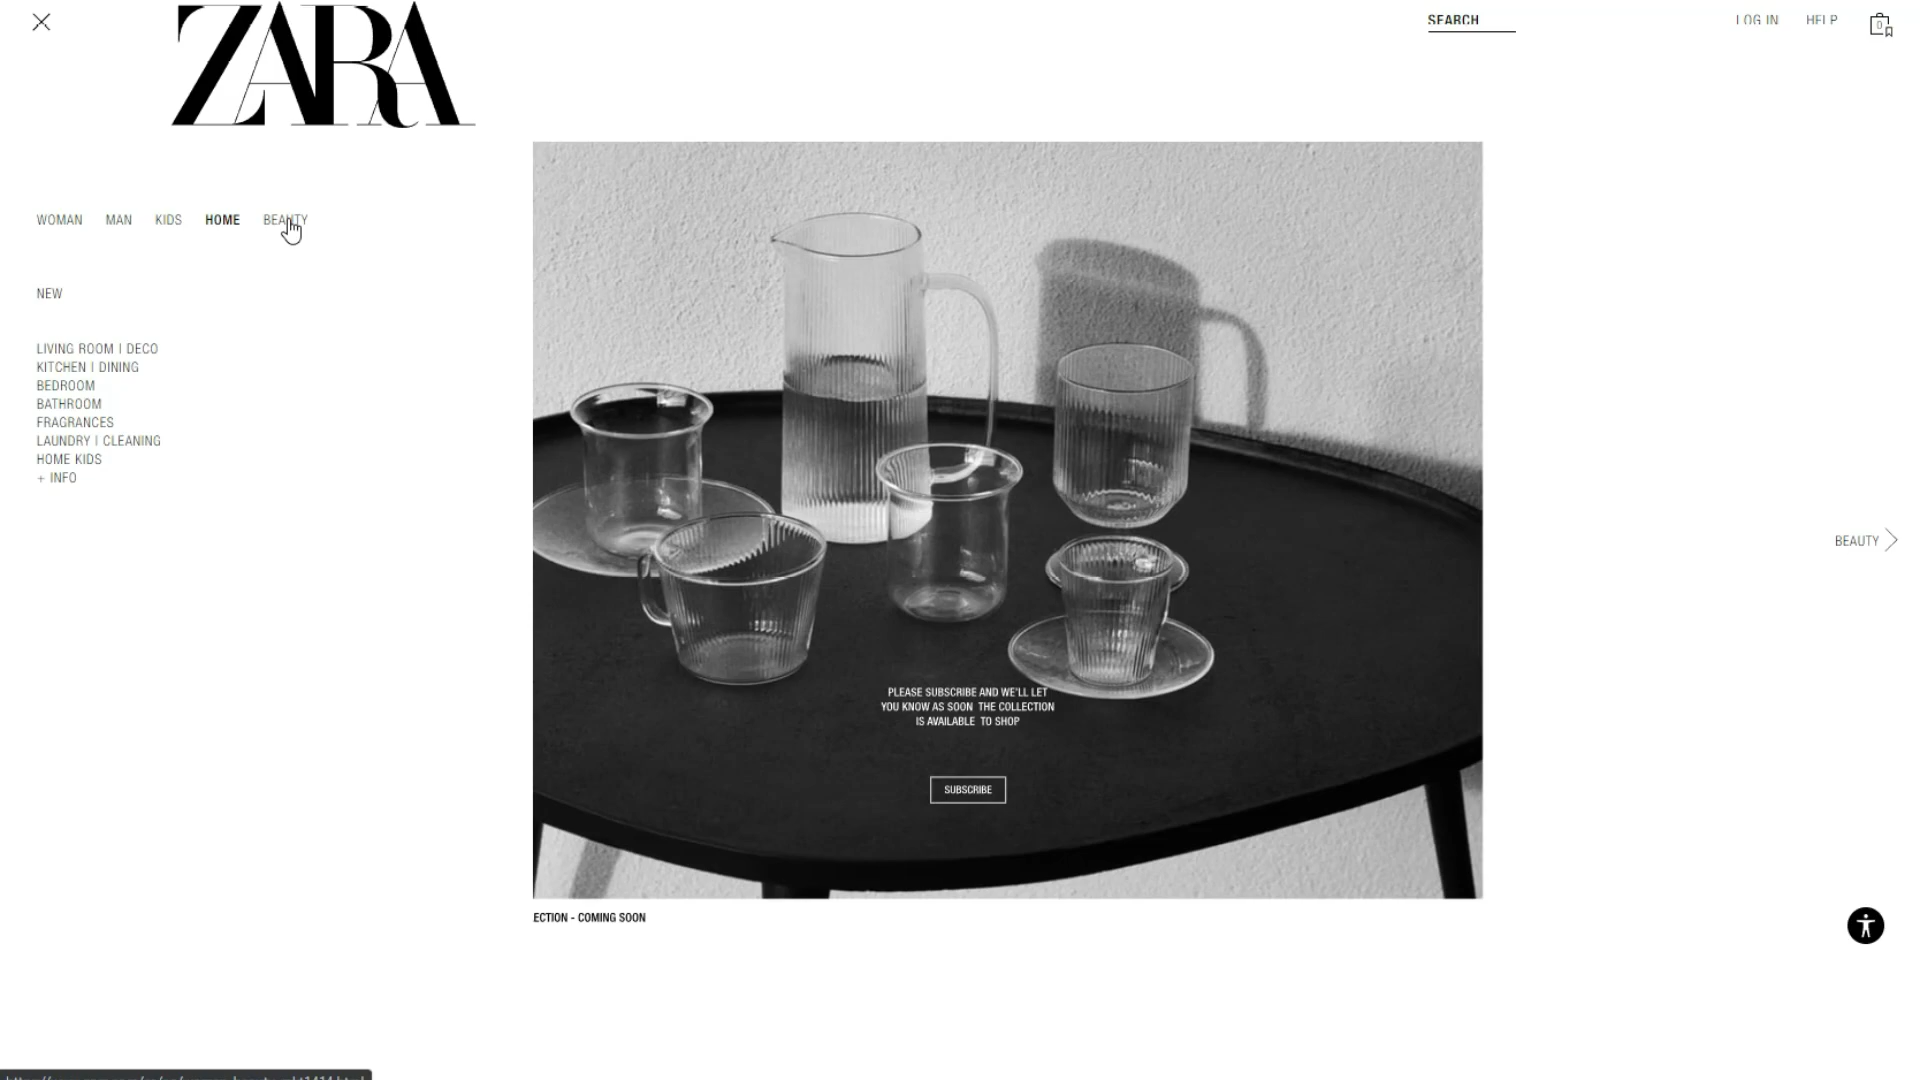 ZARA
SEARCH
LOG IN
HELP
0
WOMAN
MAN
KIDS
HOME
BEAUTY
NEW
LIVING ROOM | DECO
KITCHEN | DINING
BEDROOM
BATHROOM
FRAGRANCES
LAUNDRY | CLEANING
HOME KIDS
+ INFO
PLEASE SUBSCRIBE AND WE'LL LET
YOU KNOW AS SOON THE COLLECTION
IS AVAILABLE TO SHOP
SUBSCRIBE
BEAUTY
ECTION - COMING SOON